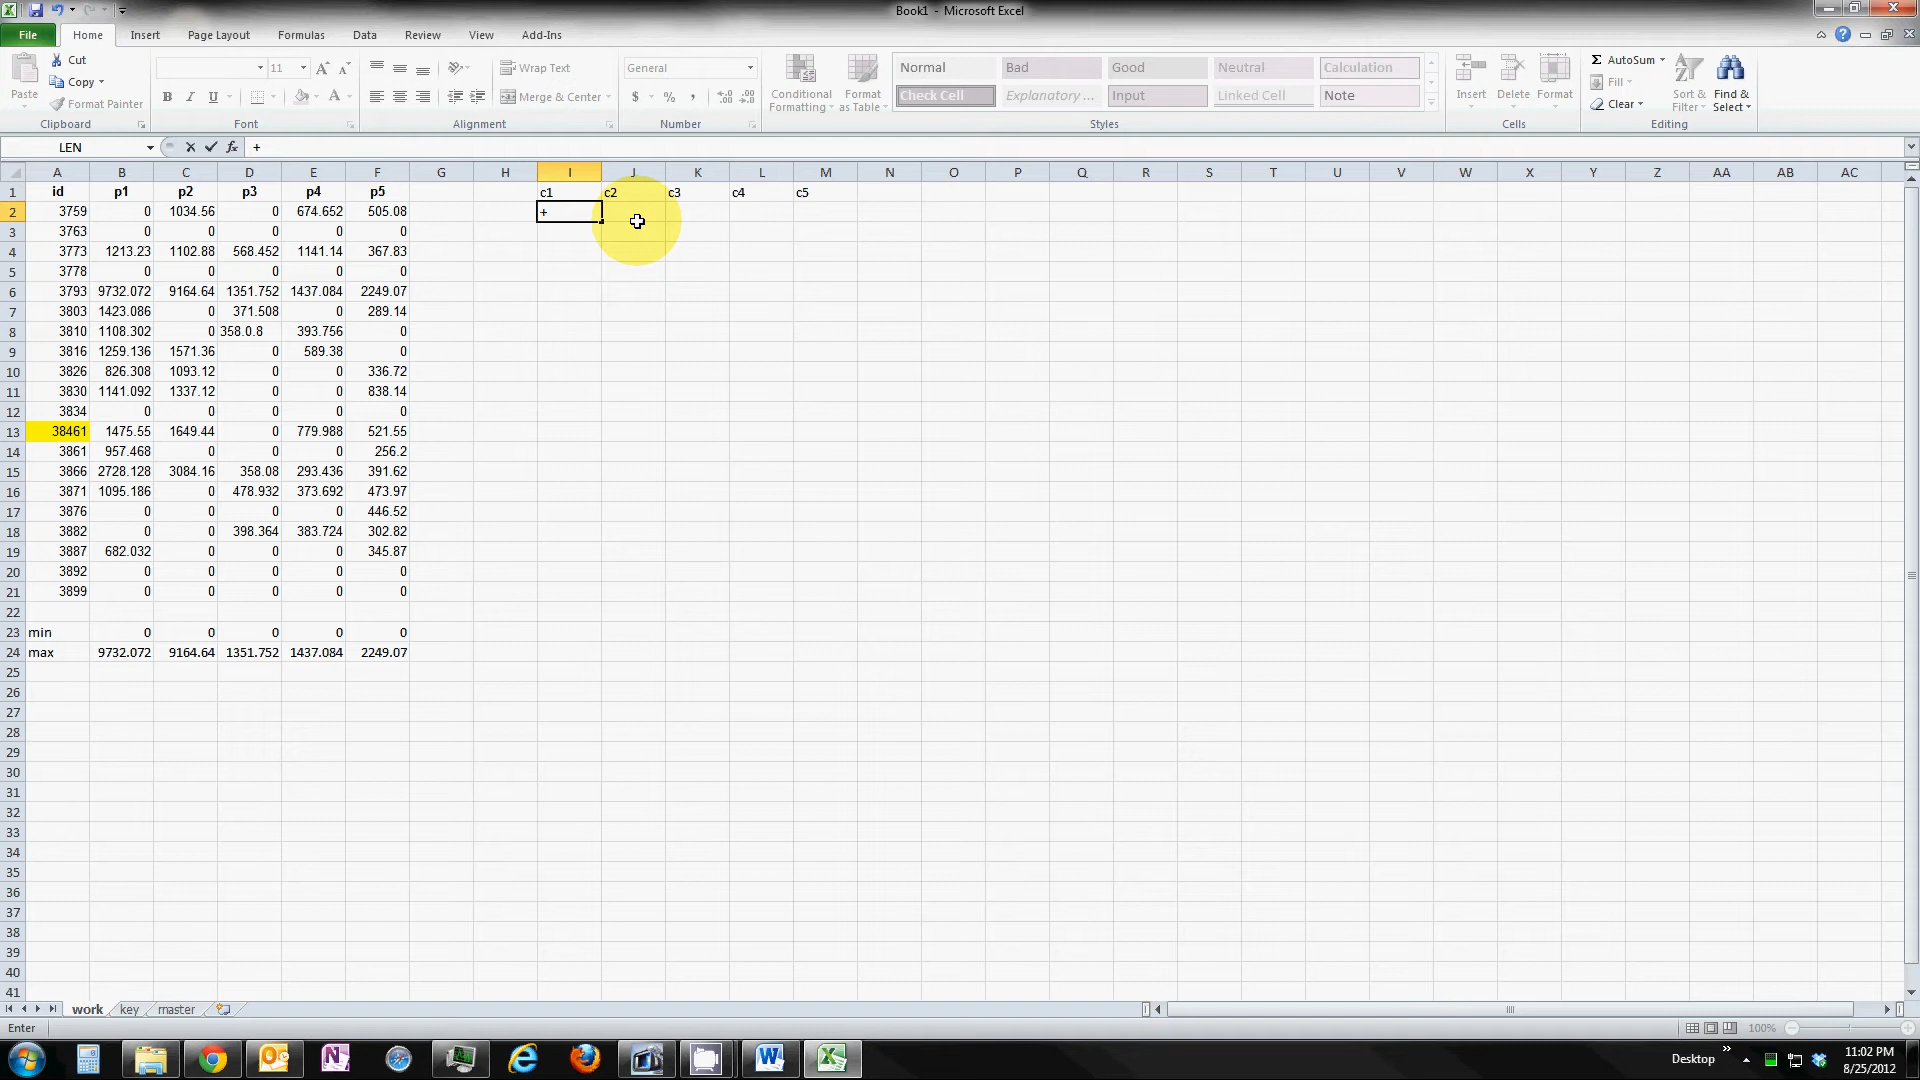 Book1 - Microsoft Excel
File Home Insert Page Layout Formulas Data Review View Add-Ins
Paste Cut Copy Format Painter Clipboard
11 B I U A Font
Wrap Text Merge & Center Alignment
General $ % , Number
Conditional Formatting Format as Table
Normal Bad Good Neutral Calculation
Check Cell Explanatory ... Input Linked Cell Note
Styles
Insert Delete Format Cells
Σ AutoSum Fill Clear Sort & Filter Find & Select Editing
LEN fx +
A B C D E F G H I J K L M N O P Q R S T U V W X Y Z AA AB AC
1 id p1 p2 p3 p4 p5 c1 c2 c3 c4 c5
2 3759 0 1034.56 0 674.652 505.08 +
3 3763 0 0 0 0 0
4 3773 1213.23 1102.88 568.452 1141.14 367.83
5 3778 0 0 0 0 0
6 3793 9732.072 9164.64 1351.752 1437.084 2249.07
7 3803 1423.086 0 371.508 0 289.14
8 3810 1108.302 0 358.0.8 393.756 0
9 3816 1259.136 1571.36 0 589.38 0
10 3826 826.308 1093.12 0 0 336.72
11 3830 1141.092 1337.12 0 0 838.14
12 3834 0 0 0 0 0
13 38461 1475.55 1649.44 0 779.988 521.55
14 3861 957.468 0 0 0 256.2
15 3866 2728.128 3084.16 358.08 293.436 391.62
16 3871 1095.186 0 478.932 373.692 473.97
17 3876 0 0 0 0 446.52
18 3882 0 0 398.364 383.724 302.82
19 3887 682.032 0 0 0 345.87
20 3892 0 0 0 0 0
21 3899 0 0 0 0 0
22
23 min 0 0 0 0 0
24 max 9732.072 9164.64 1351.752 1437.084 2249.07
25
26
27
28
29
30
31
32
33
34
35
36
37
38
39
40
41
work key master
Enter 100%
Desktop » 11:02 PM
8/25/2012